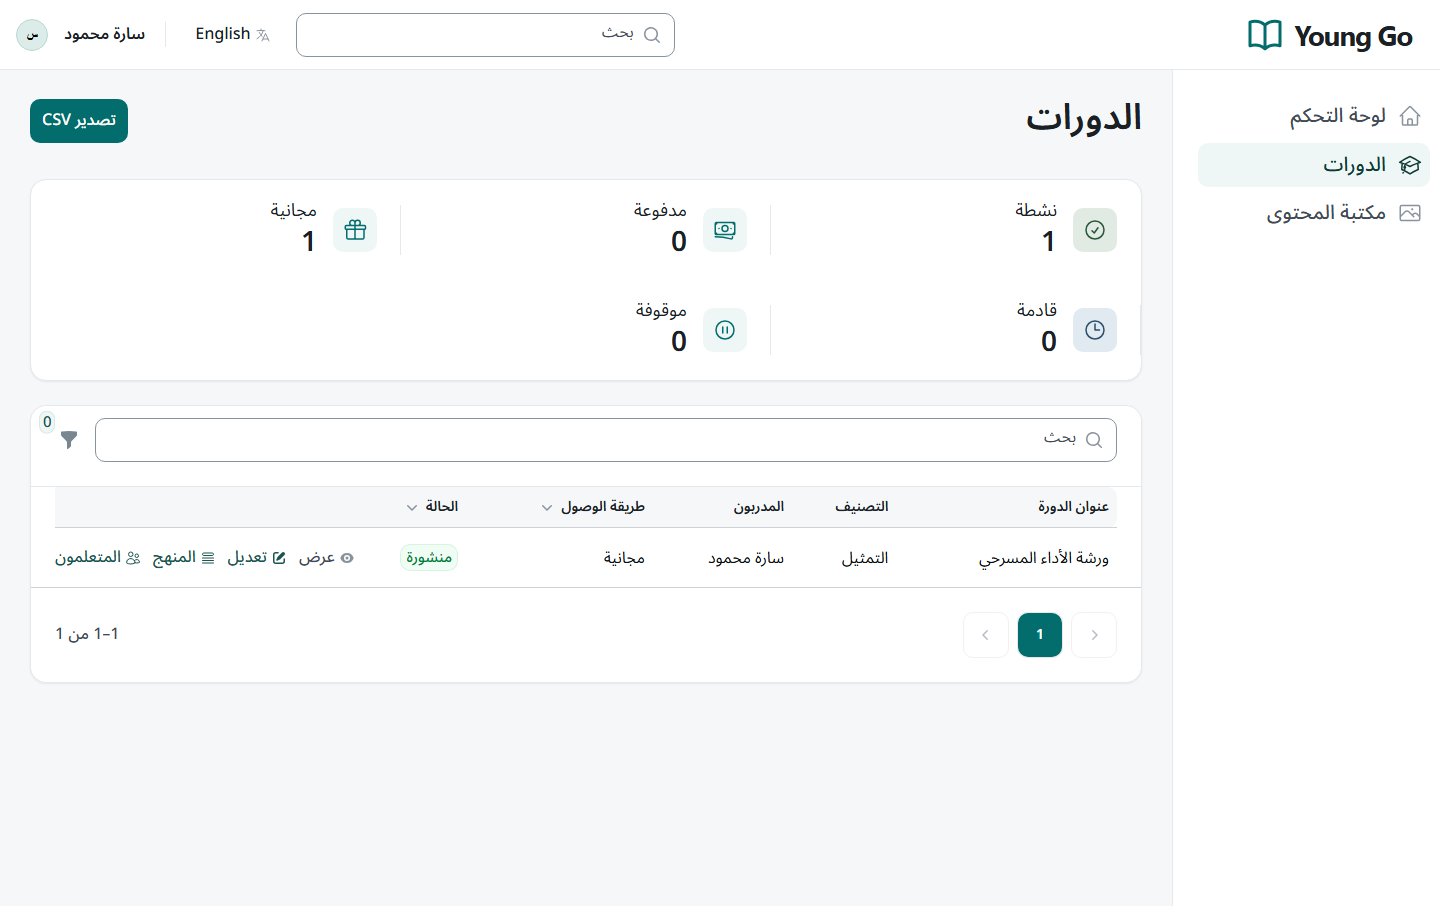 Young Go
بحث
English
سارة محمود
س
لوحة التحكم
الدورات
مكتبة المحتوى
الدورات
تصدير CSV
نشطة
1
مدفوعة
0
مجانية
1
قادمة
0
موقوفة
0
بحث
0
عنوان الدورة التصنيف المدربون طريقة الوصول الحالة
ورشة الأداء المسرحي التمثيل سارة محمود مجانية منشورة عرض تعديل المنهج المتعلمون
1
1–1 من 1